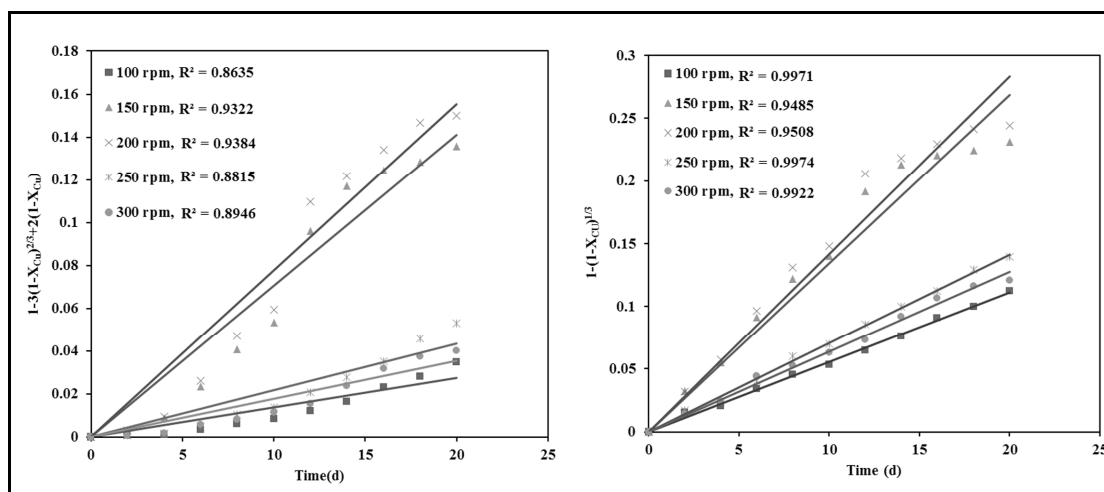 0.18
0.16
0.14
0.12
0.1
0.08
0.06
0.04
0.02
0
1-3(1-X_Cu)^2/3+2(1-X_Cu)
100 rpm, R² = 0.8635
150 rpm, R² = 0.9322
200 rpm, R² = 0.9384
250 rpm, R² = 0.8815
300 rpm, R² = 0.8946
0 5 10 15 20 25
Time(d)
0.3
0.25
0.2
0.15
0.1
0.05
0
1-(1-X_CU)^1/3
100 rpm, R² = 0.9971
150 rpm, R² = 0.9485
200 rpm, R² = 0.9508
250 rpm, R² = 0.9974
300 rpm, R² = 0.9922
0 5 10 15 20 25
Time (d)